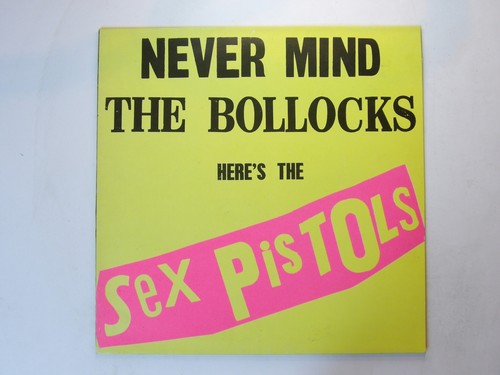 NEVER MIND
THE BOLLOCKS
HERE'S THE
Sex PiSTOLs